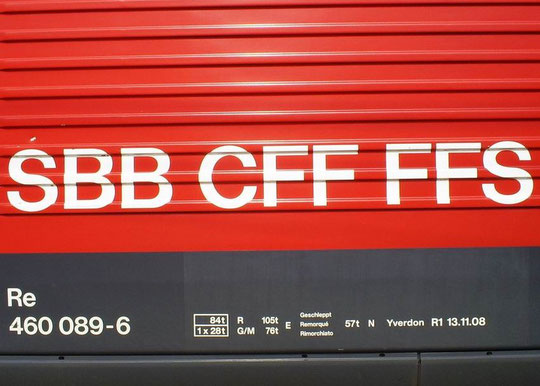 SBB CFF FFS
Re
460 089-6
84t R 105t
1 x 28t G/M 76t E
Geschleppt
Remorqué 57t N Yverdon R1 13.11.08
Rimorchiato